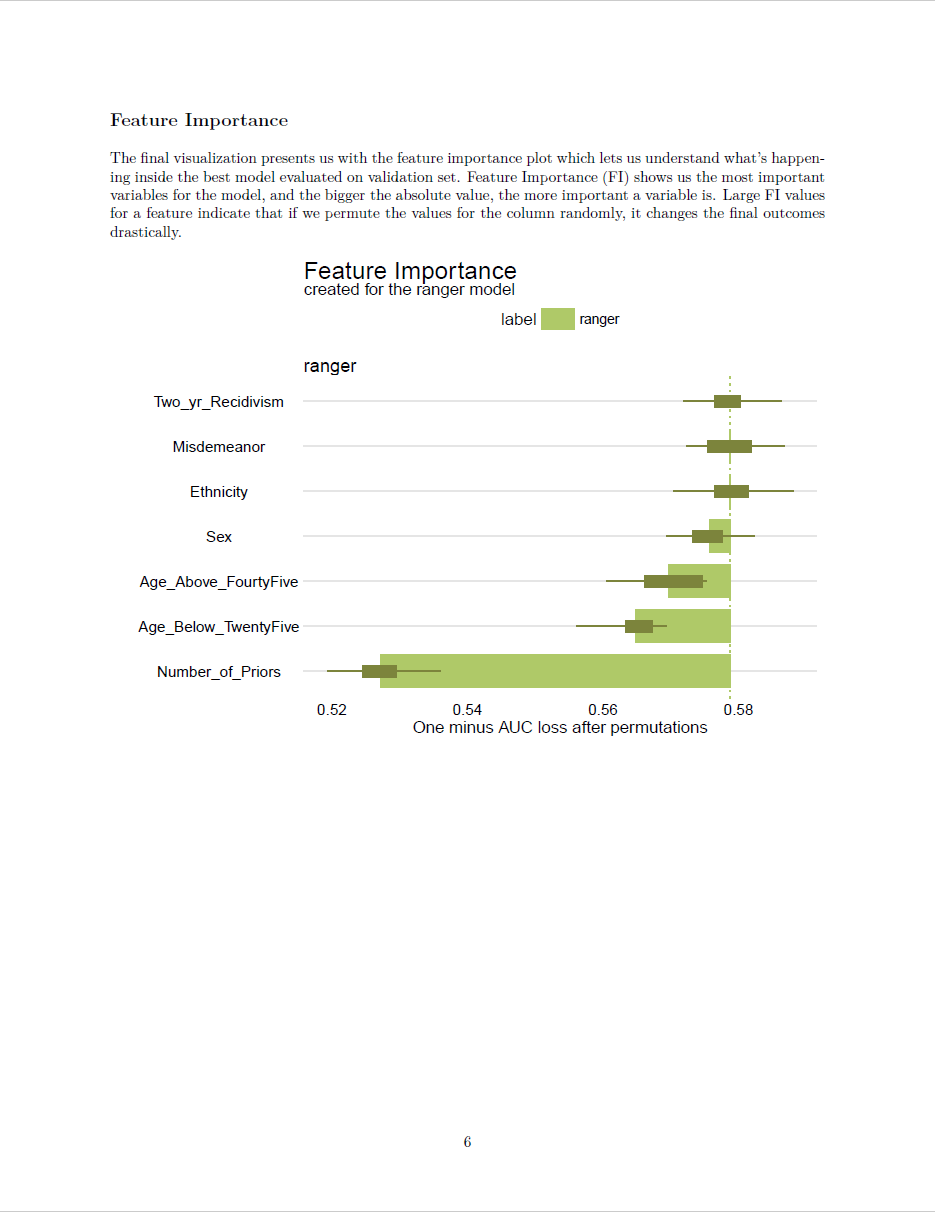 Feature Importance
The final visualization presents us with the feature importance plot which lets us understand what's happen-
ing inside the best model evaluated on validation set. Feature Importance (FI) shows us the most important
variables for the model, and the bigger the absolute value, the more important a variable is. Large FI values
for a feature indicate that if we permute the values for the column randomly, it changes the final outcomes
drastically.
Feature Importance
created for the ranger model
label ranger
ranger
Two_yr_Recidivism
Misdemeanor
Ethnicity
Sex
Age_Above_FourtyFive
Age_Below_TwentyFive
Number_of_Priors
0.52 0.54 0.56 0.58
One minus AUC loss after permutations
6